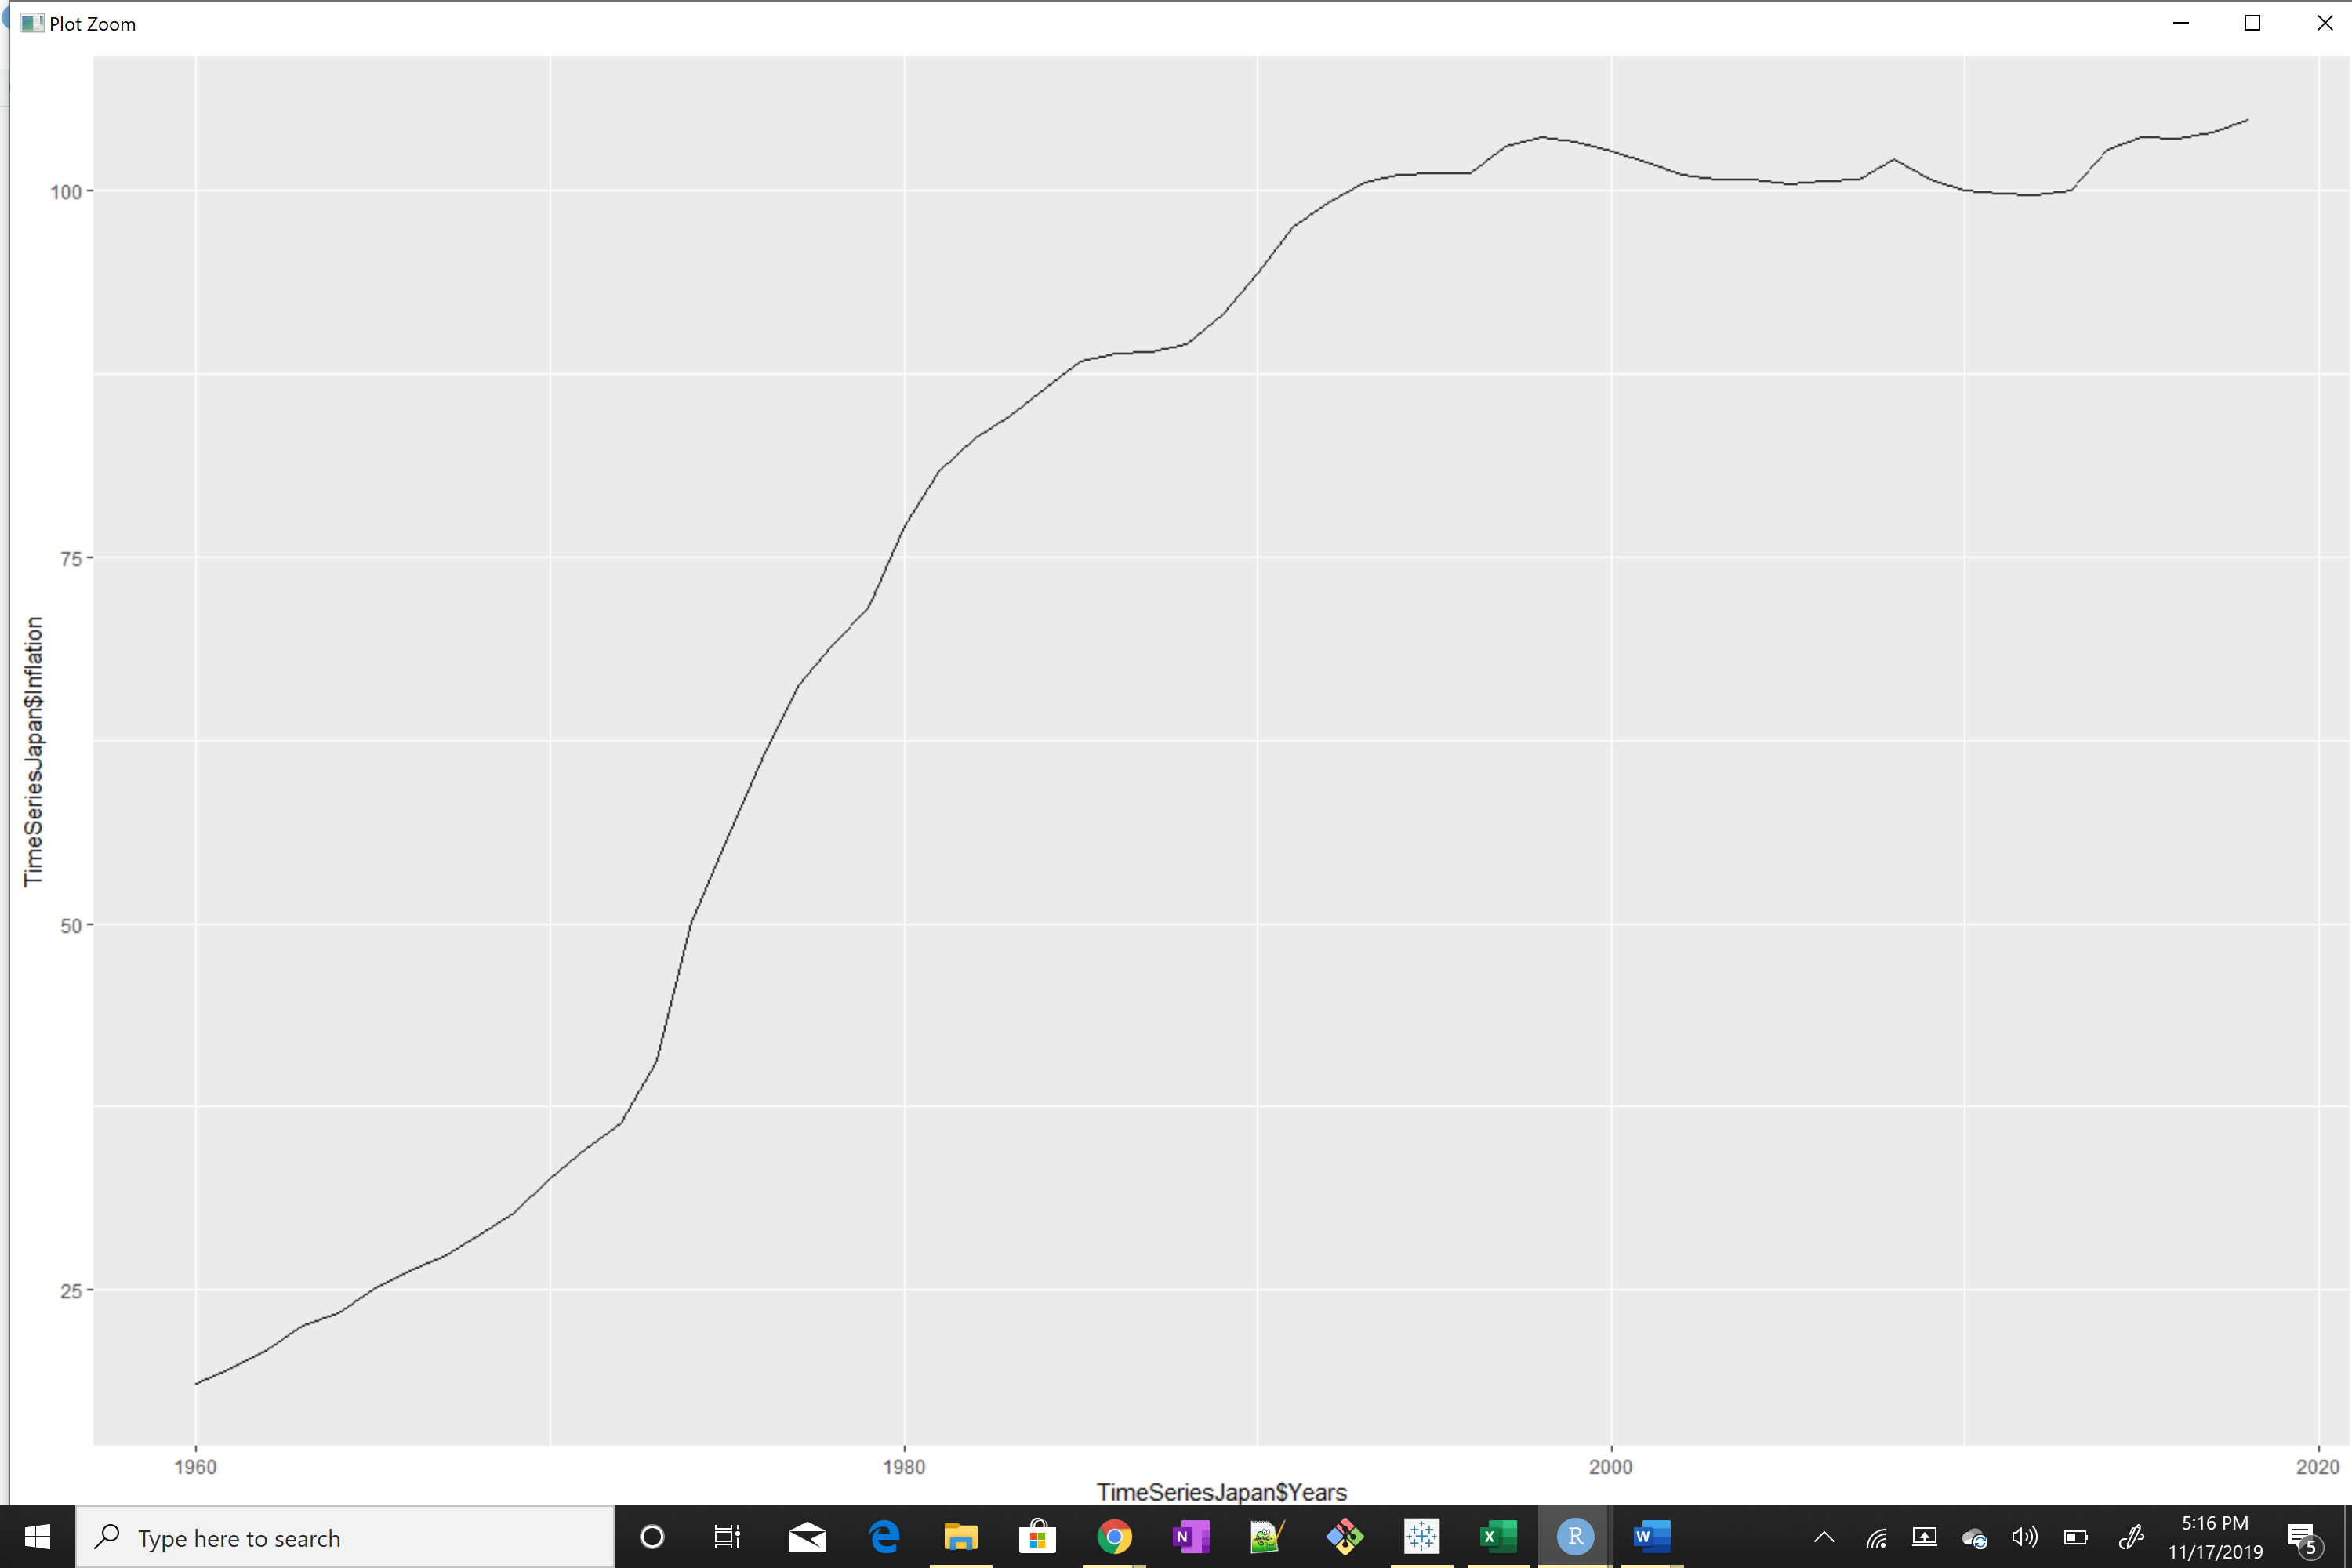 Plot Zoom
100
75
50
25
TimeSeriesJapan$Inflation
1960
1980
2000
2020
TimeSeriesJapan$Years
Type here to search
N
X
R
W
5:16 PM
11/17/2019
5